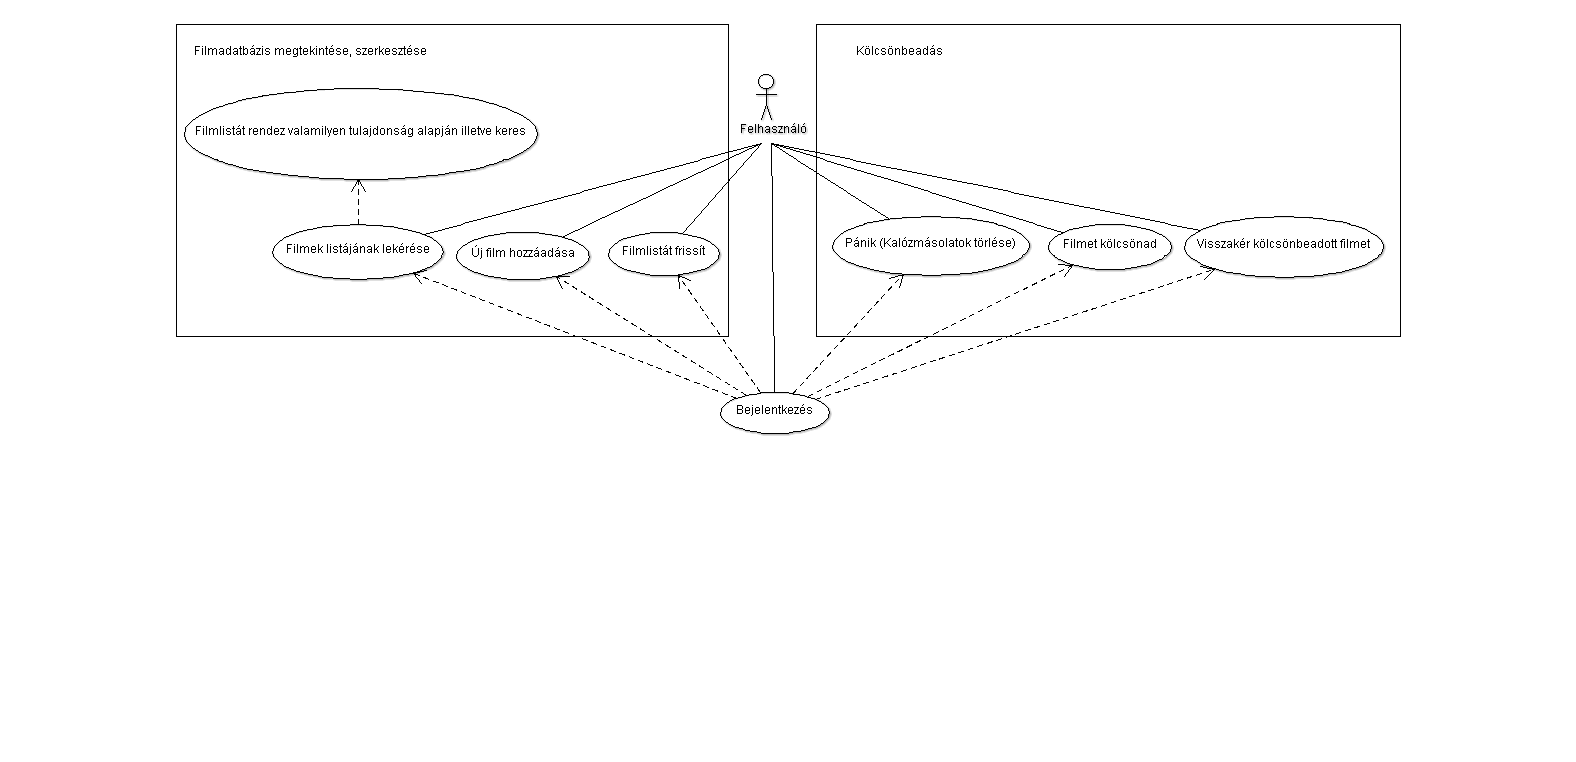 Filmadatbázis megtekintése, szerkesztése
Kölcsönbeadás
Felhasználó
Filmlistát rendez valamilyen tulajdonság alapján illetve keres
Filmek listájának lekérése
Új film hozzáadása
Filmlistát frissít
Pánik (Kalózmásolatok törlése)
Filmet kölcsönad
Visszakér kölcsönbeadott filmet
Bejelentkezés